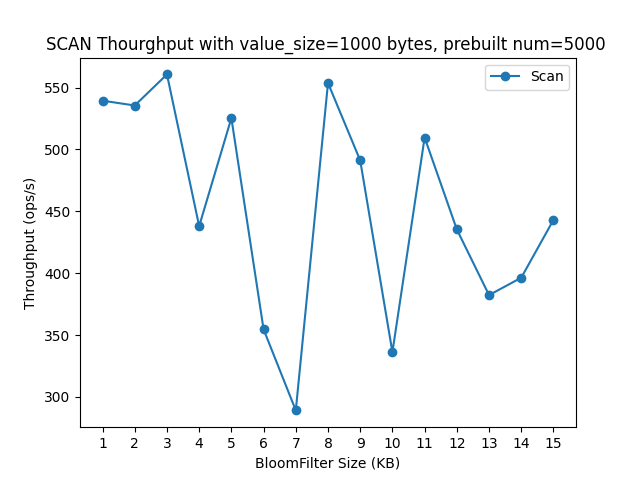 SCAN Thourghput with value_size=1000 bytes, prebuilt num=5000
Scan
Throughput (ops/s)
550
500
450
400
350
300
1 2 3 4 5 6 7 8 9 10 11 12 13 14 15
BloomFilter Size (KB)